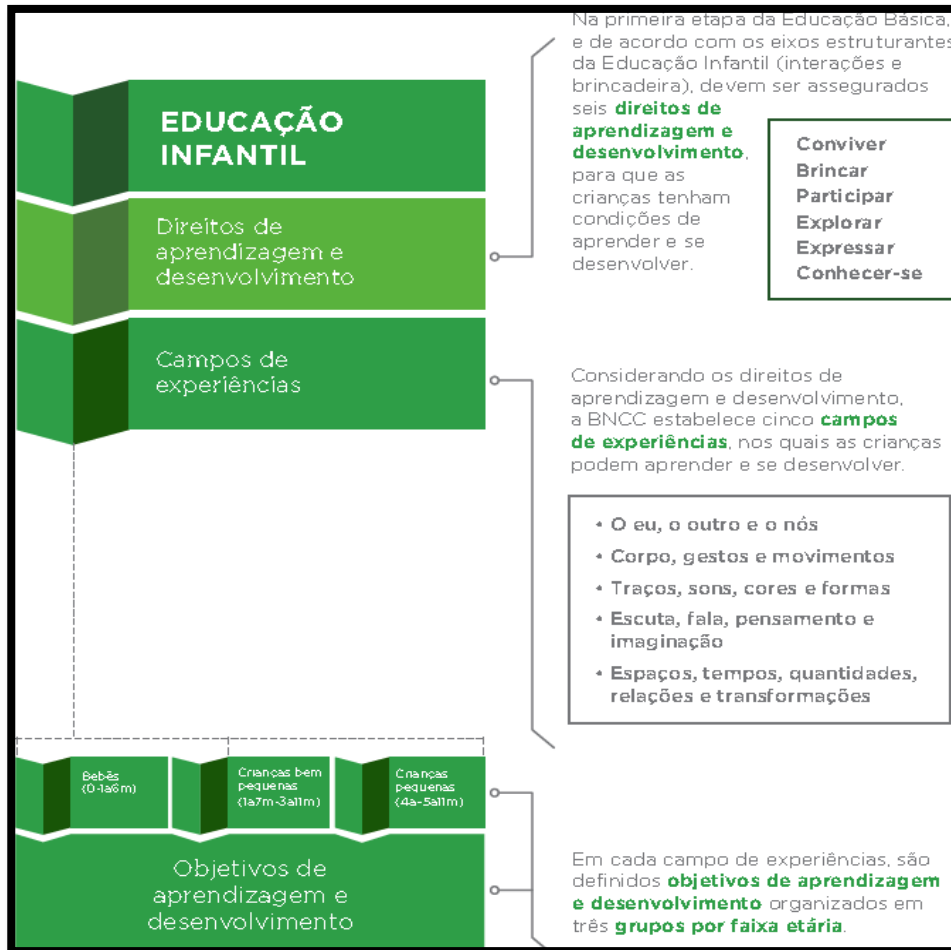 Na primeira etapa da Educação Básica,
e de acordo com os eixos estruturantes
da Educação Infantil (interações e
brincadeira), devem ser assegurados
seis direitos de
aprendizagem e
desenvolvimento,
para que as
crianças tenham
condições de
aprender e se
desenvolver.
Conviver
Brincar
Participar
Explorar
Expressar
Conhecer-se
EDUCAÇÃO
INFANTIL
Direitos de
aprendizagem e
desenvolvimento
Campos de
experiências
Considerando os direitos de
aprendizagem e desenvolvimento,
a BNCC estabelece cinco campos
de experiências, nos quais as crianças
podem aprender e se desenvolver.
• O eu, o outro e o nós
• Corpo, gestos e movimentos
• Traços, sons, cores e formas
• Escuta, fala, pensamento e
imaginação
• Espaços, tempos, quantidades,
relações e transformações
Bebês
(0-1a6m)
Crianças bem
pequenas
(1a7m-3a11m)
Crianças
pequenas
(4a-5a11m)
Objetivos de
aprendizagem e
desenvolvimento
Em cada campo de experiências, são
definidos objetivos de aprendizagem
e desenvolvimento organizados em
três grupos por faixa etária.